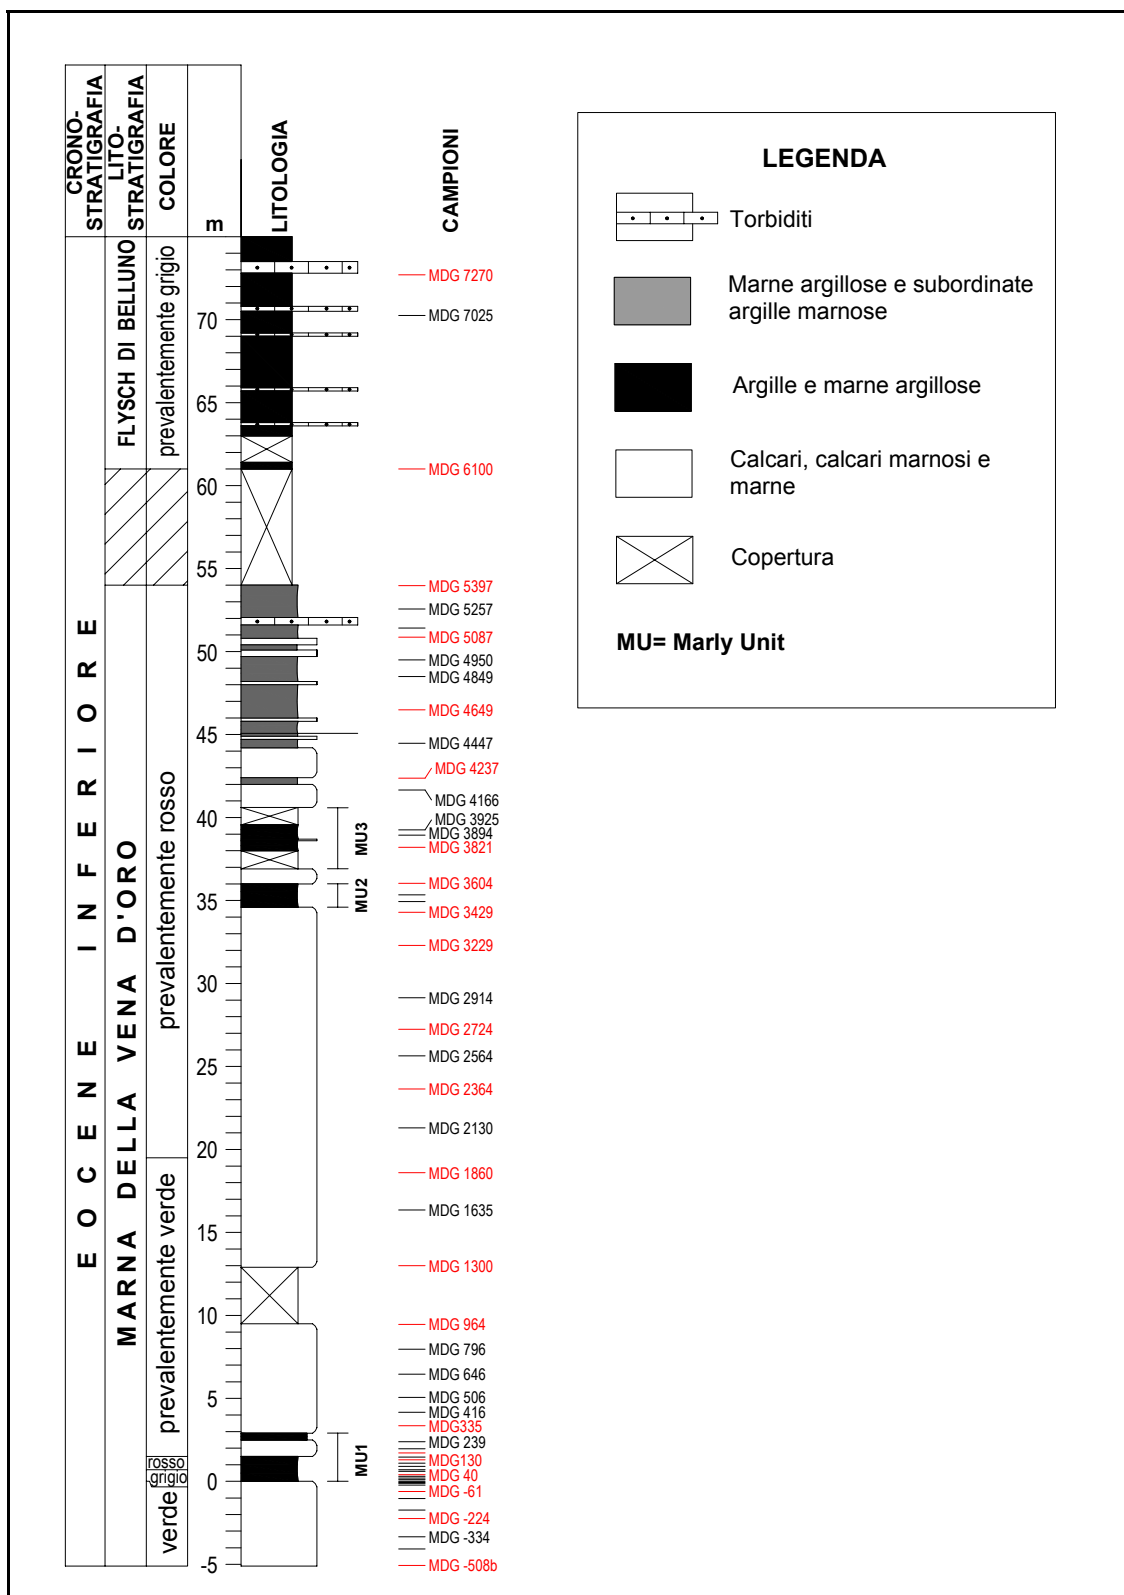 CRONO-
STRATIGRAFIA
LITO-
STRATIGRAFIA
COLORE
m
LITOLOGIA
CAMPIONI
EOCENE INFERIORE
FLYSCH DI BELLUNO
MARNA DELLA VENA D'ORO
prevalentemente grigio
prevalentemente rosso
prevalentemente verde
rosso
grigio
verde
70
65
60
55
50
45
40
35
30
25
20
15
10
5
0
-5
MU3
MU2
MU1
MDG 7270
MDG 7025
MDG 6100
MDG 5397
MDG 5257
MDG 5087
MDG 4950
MDG 4849
MDG 4649
MDG 4447
MDG 4237
MDG 4166
MDG 3925
MDG 3894
MDG 3821
MDG 3604
MDG 3429
MDG 3229
MDG 2914
MDG 2724
MDG 2564
MDG 2364
MDG 2130
MDG 1860
MDG 1635
MDG 1300
MDG 964
MDG 796
MDG 646
MDG 506
MDG 416
MDG335
MDG 239
MDG130
MDG 40
MDG -61
MDG -224
MDG -334
MDG -508b
LEGENDA
Torbiditi
Marne argillose e subordinate
argille marnose
Argille e marne argillose
Calcari, calcari marnosi e
marne
Copertura
MU= Marly Unit